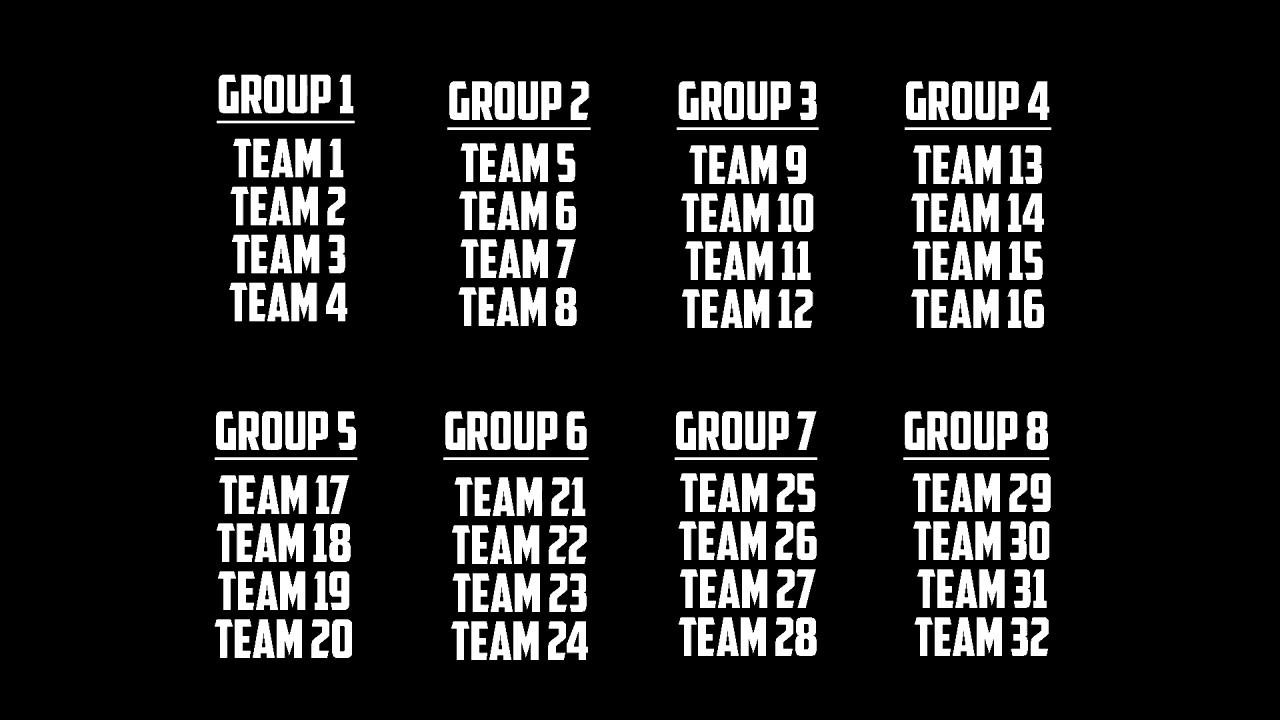 GROUP 1
TEAM 1
TEAM 2
TEAM 3
TEAM 4
GROUP 2
TEAM 5
TEAM 6
TEAM 7
TEAM 8
GROUP 3
TEAM 9
TEAM 10
TEAM 11
TEAM 12
GROUP 4
TEAM 13
TEAM 14
TEAM 15
TEAM 16
GROUP 5
TEAM 17
TEAM 18
TEAM 19
TEAM 20
GROUP 6
TEAM 21
TEAM 22
TEAM 23
TEAM 24
GROUP 7
TEAM 25
TEAM 26
TEAM 27
TEAM 28
GROUP 8
TEAM 29
TEAM 30
TEAM 31
TEAM 32